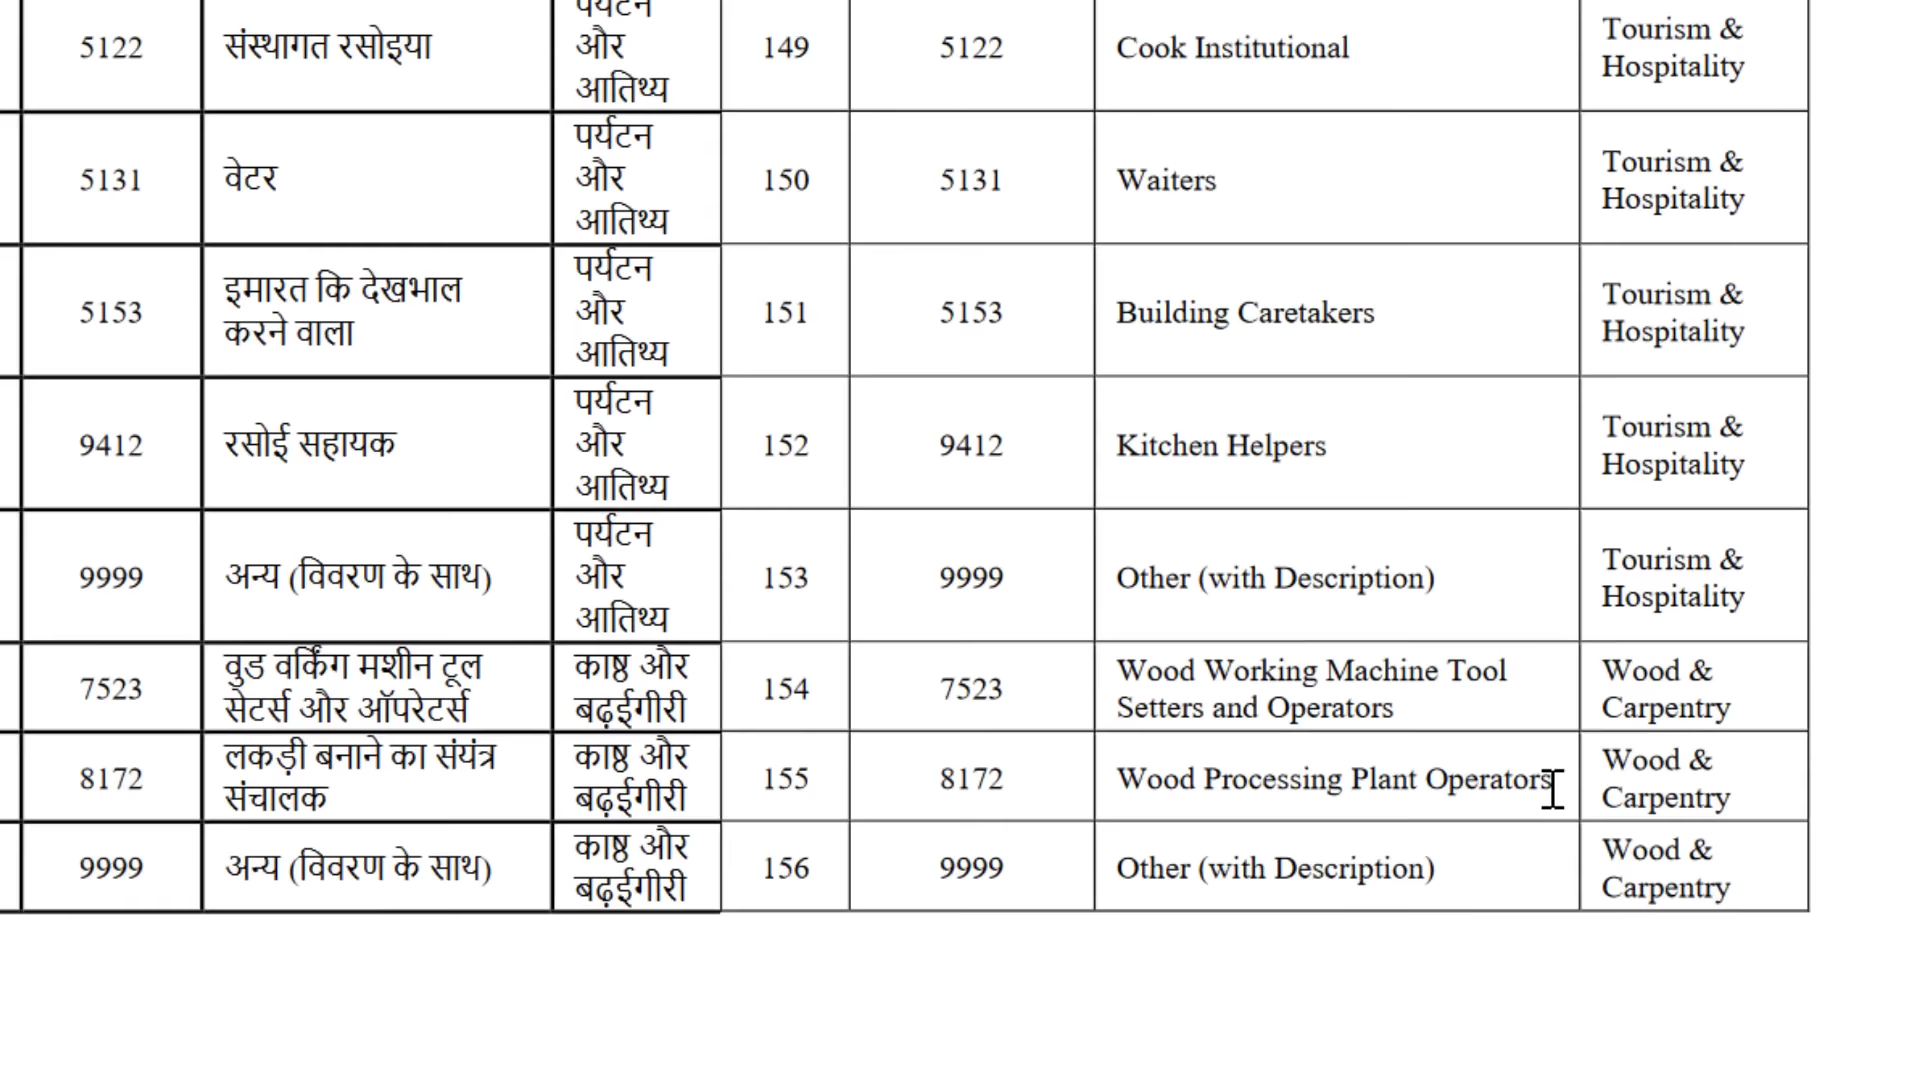 पर्यटन
और
आतिथ्य
5122 संस्थागत रसोइया 149 5122 Cook Institutional
Tourism &
Hospitality
पर्यटन
और
आतिथ्य
5131 वेटर 150 5131 Waiters
Tourism &
Hospitality
इमारत कि देखभाल
करने वाला
पर्यटन
और
आतिथ्य
5153 151 5153 Building Caretakers
Tourism &
Hospitality
पर्यटन
और
आतिथ्य
9412 रसोई सहायक 152 9412 Kitchen Helpers
Tourism &
Hospitality
पर्यटन
और
आतिथ्य
9999 अन्य (विवरण के साथ) 153 9999 Other (with Description)
Tourism &
Hospitality
7523
वुड वर्किंग मशीन टूल
सेटर्स और ऑपरेटर्स
काष्ठ और
बढ़ईगीरी
154 7523
Wood Working Machine Tool
Setters and Operators
Wood &
Carpentry
8172
लकड़ी बनाने का संयंत्र
संचालक
काष्ठ और
बढ़ईगीरी
155 8172 Wood Processing Plant Operators
Wood &
Carpentry
9999 अन्य (विवरण के साथ)
काष्ठ और
बढ़ईगीरी
156 9999 Other (with Description)
Wood &
Carpentry